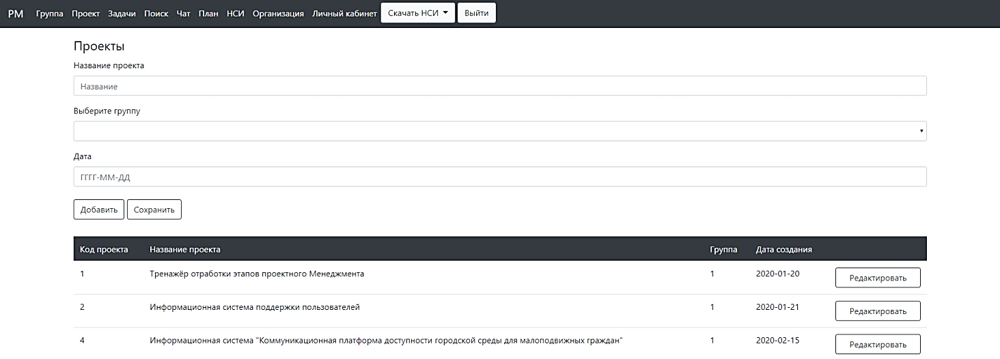 PM Группа Проект Задачи Поиск Чат План НСИ Организация Личный кабинет Скачать НСИ Выйти
Проекты
Название проекта
Название
Выберите группу
Дата
ГГГГ-ММ-ДД
Добавить Сохранить
Код проекта Название проекта Группа Дата создания
1 Тренажёр отработки этапов проектного Менеджмента 1 2020-01-20 Редактировать
2 Информационная система поддержки пользователей 1 2020-01-21 Редактировать
4 Информационная система "Коммуникационная платформа доступности городской среды для малоподвижных граждан" 1 2020-02-15 Редактировать